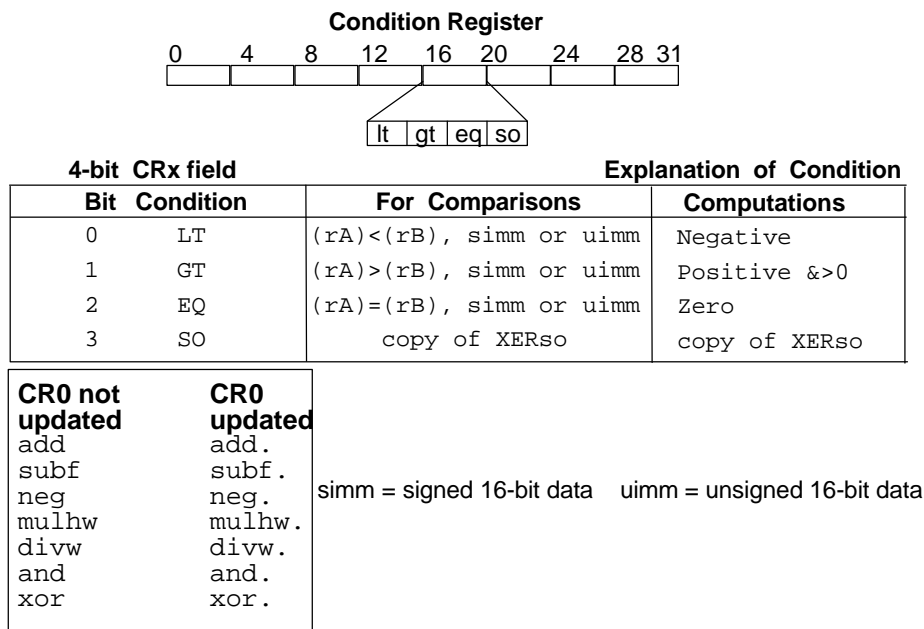 Condition Register
0 4 8 12 16 20 24 28 31
lt gt eq so
4-bit CRx field Explanation of Condition
Bit Condition For Comparisons Computations
0 LT (rA)<(rB), simm or uimm Negative
1 GT (rA)>(rB), simm or uimm Positive &>0
2 EQ (rA)=(rB), simm or uimm Zero
3 SO copy of XERso copy of XERso
CR0 not CR0
updated updated
add add.
subf subf.
neg neg.
mulhw mulhw.
divw divw.
and and.
xor xor.
simm = signed 16-bit data uimm = unsigned 16-bit data